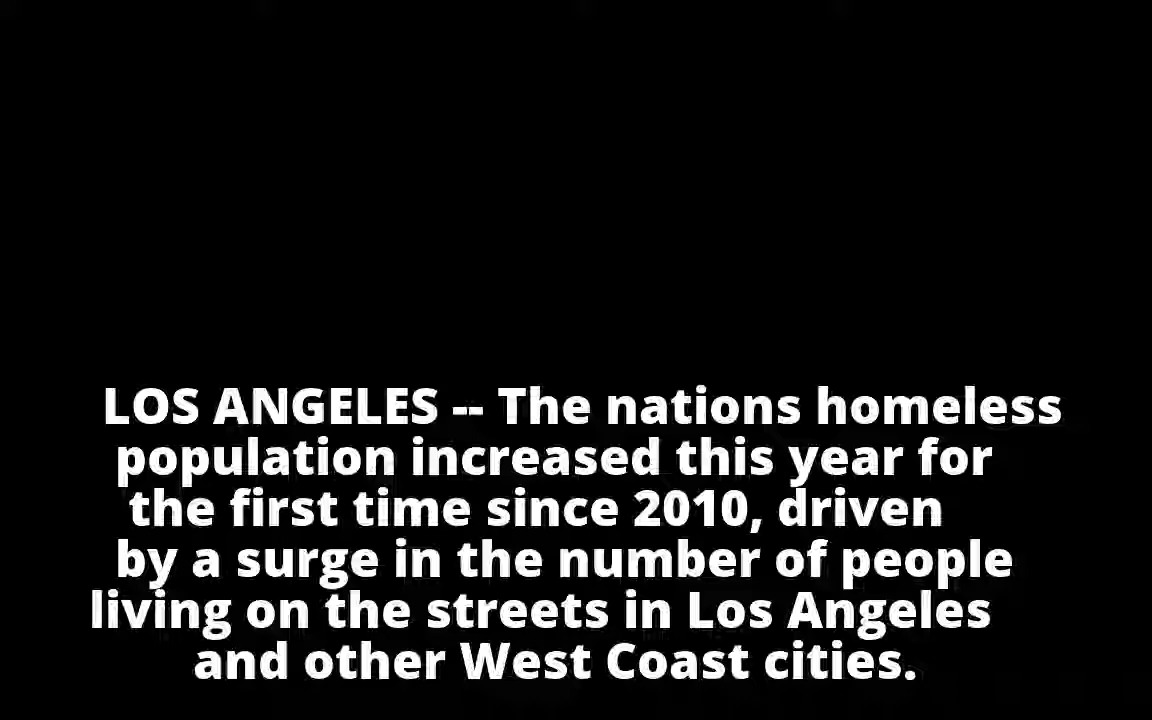 LOS ANGELES -- The nations homeless
population increased this year for
the first time since 2010, driven
by a surge in the number of people
living on the streets in Los Angeles
and other West Coast cities.